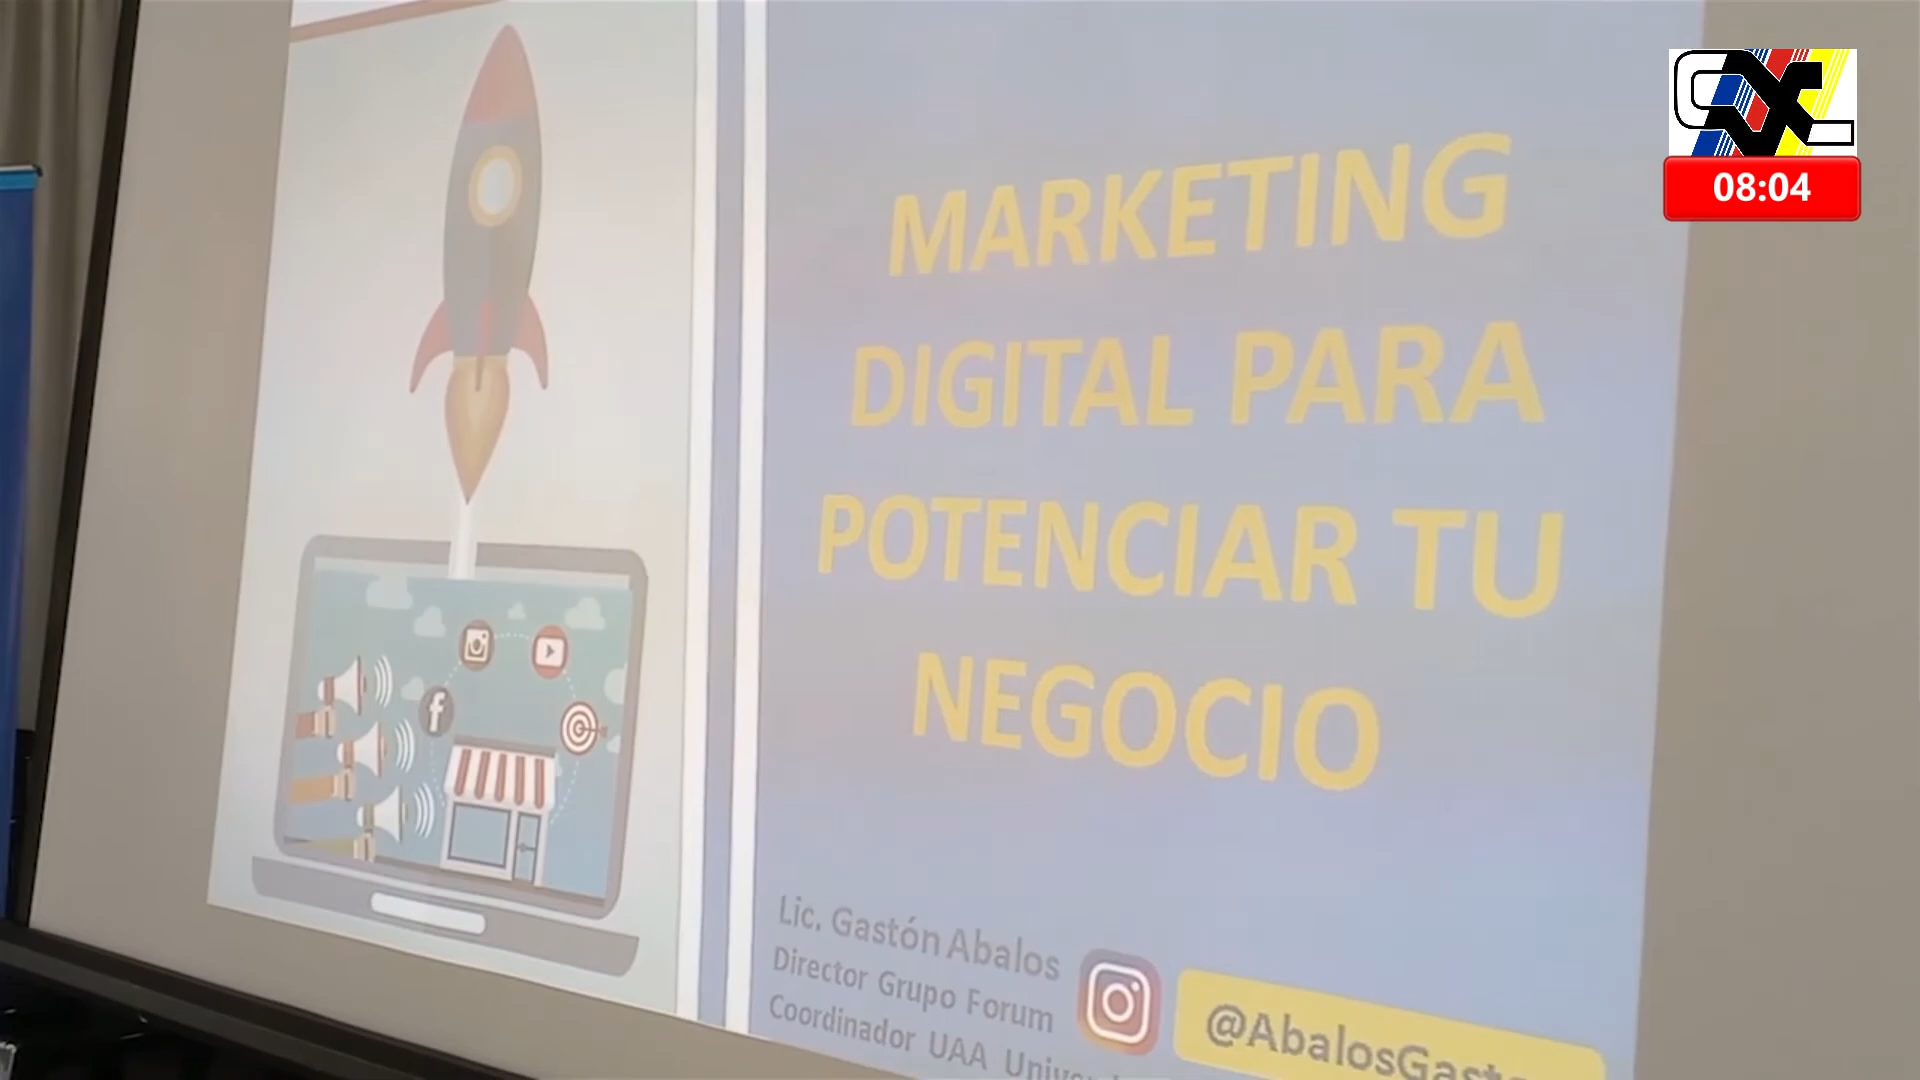 08:04
MARKETING
DIGITAL PARA
POTENCIAR TU
NEGOCIO
Lic. Gastón Abalos
Director Grupo Forum
Coordinador UAA